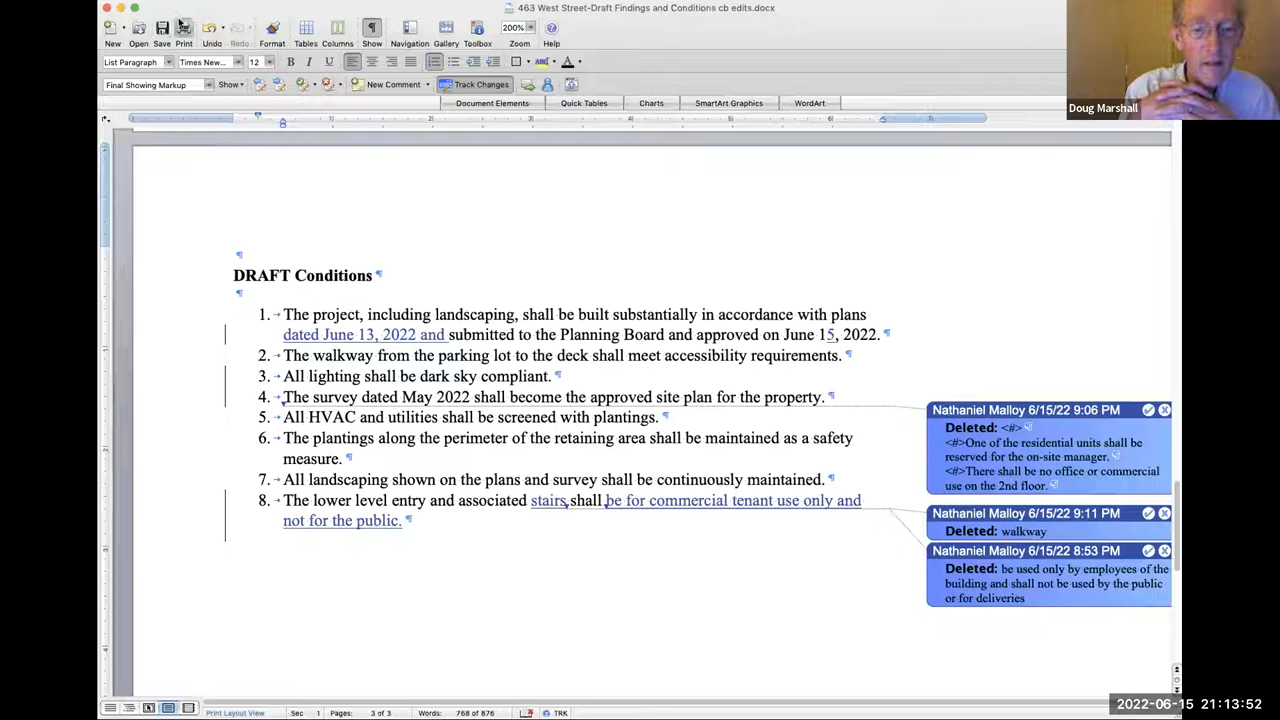 463 West Street-Draft Findings and Conditions cb edits.docx
New Open Save Print Undo Redo Format Tables Columns Show Navigation Gallery Toolbox Zoom Help
200%
List Paragraph Times New... 12 B I U
Final Showing Markup Show New Comment Track Changes
Document Elements Quick Tables Charts SmartArt Graphics WordArt
Doug Marshall
DRAFT Conditions
1. The project, including landscaping, shall be built substantially in accordance with plans
dated June 13, 2022 and submitted to the Planning Board and approved on June 15, 2022.
2. The walkway from the parking lot to the deck shall meet accessibility requirements.
3. All lighting shall be dark sky compliant.
4. The survey dated May 2022 shall become the approved site plan for the property.
5. All HVAC and utilities shall be screened with plantings.
6. The plantings along the perimeter of the retaining area shall be maintained as a safety
measure.
7. All landscaping shown on the plans and survey shall be continuously maintained.
8. The lower level entry and associated stairs shall be for commercial tenant use only and
not for the public.
Nathaniel Malloy 6/15/22 9:06 PM
Deleted: <#>
<#>One of the residential units shall be
reserved for the on-site manager.
<#>There shall be no office or commercial
use on the 2nd floor.
Nathaniel Malloy 6/15/22 9:11 PM
Deleted: walkway
Nathaniel Malloy 6/15/22 8:53 PM
Deleted: be used only by employees of the
building and shall not be used by the public
or for deliveries
Print Layout View Sec 1 Pages: 3 of 3 Words: 768 of 876 TRK
2022-06-15 21:13:52